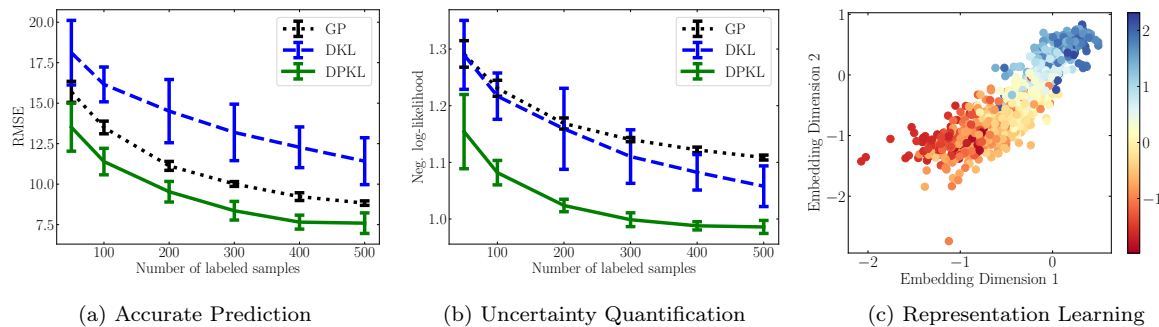 20.0
17.5
15.0
12.5
10.0
7.5
RMSE
GP
DKL
DPKL
100 200 300 400 500
Number of labeled samples
(a) Accurate Prediction
1.3
1.2
1.1
1.0
Neg. log-likelihood
GP
DKL
DPKL
100 200 300 400 500
Number of labeled samples
(b) Uncertainty Quantification
1
0
−1
−2
Embedding Dimension 2
−2 −1 0
Embedding Dimension 1
2
1
0
−1
(c) Representation Learning